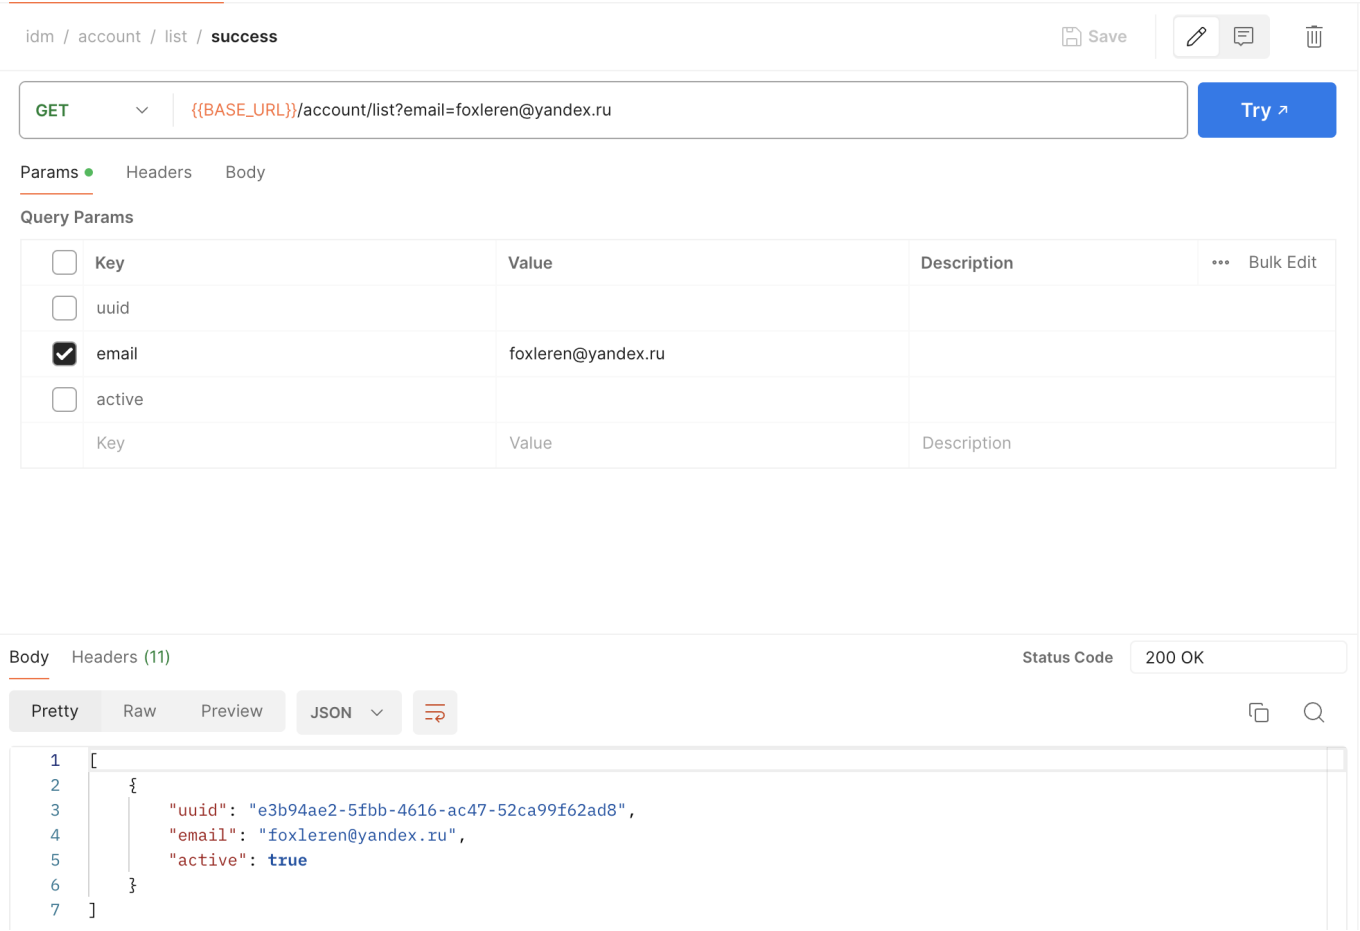 idm / account / list / success
Save
GET
{{BASE_URL}}/account/list?email=foxleren@yandex.ru
Try
Params Headers Body
Query Params
Key Value Description ••• Bulk Edit
uuid
email foxleren@yandex.ru
active
Key Value Description
Body Headers (11) Status Code 200 OK
Pretty Raw Preview JSON
1 [
2 {
3 "uuid": "e3b94ae2-5fbb-4616-ac47-52ca99f62ad8",
4 "email": "foxleren@yandex.ru",
5 "active": true
6 }
7 ]